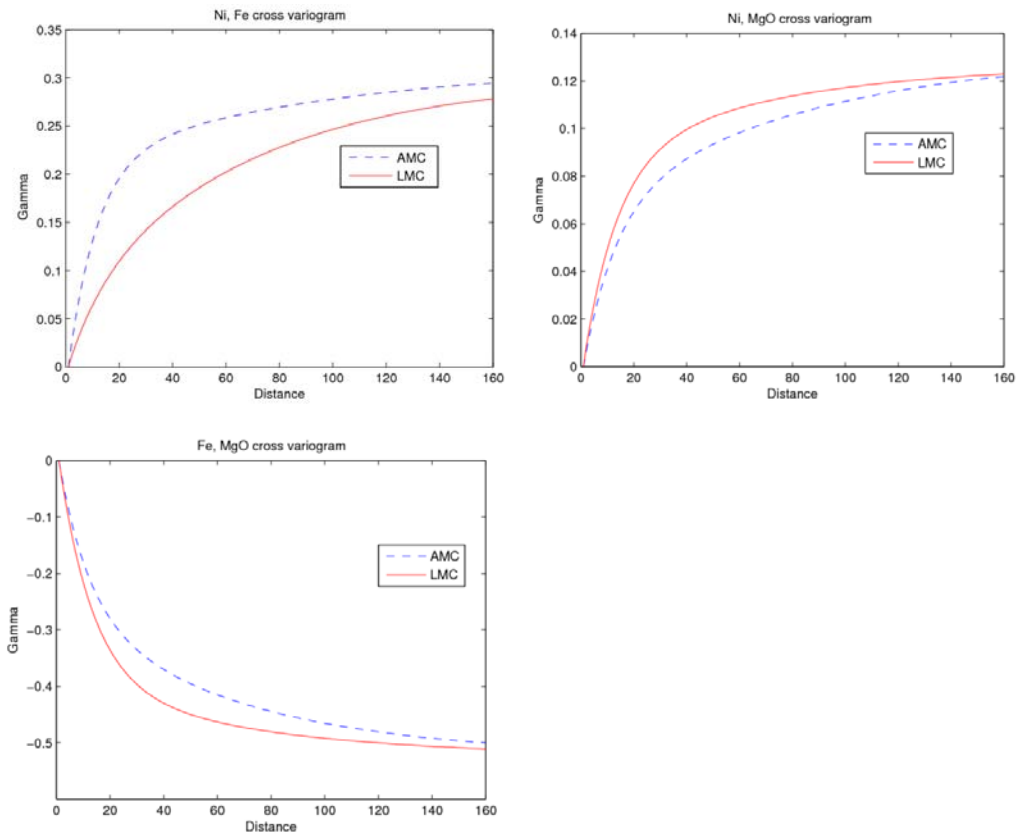 Ni, Fe cross variogram
0.35
0.3
0.25
0.2
0.15
0.1
0.05
0
Gamma
AMC
LMC
0 20 40 60 80 100 120 140 160
Distance
Ni, MgO cross variogram
0.14
0.12
0.1
0.08
0.06
0.04
0.02
0
Gamma
AMC
LMC
0 20 40 60 80 100 120 140 160
Distance
Fe, MgO cross variogram
0
−0.1
−0.2
−0.3
−0.4
−0.5
Gamma
AMC
LMC
0 20 40 60 80 100 120 140 160
Distance